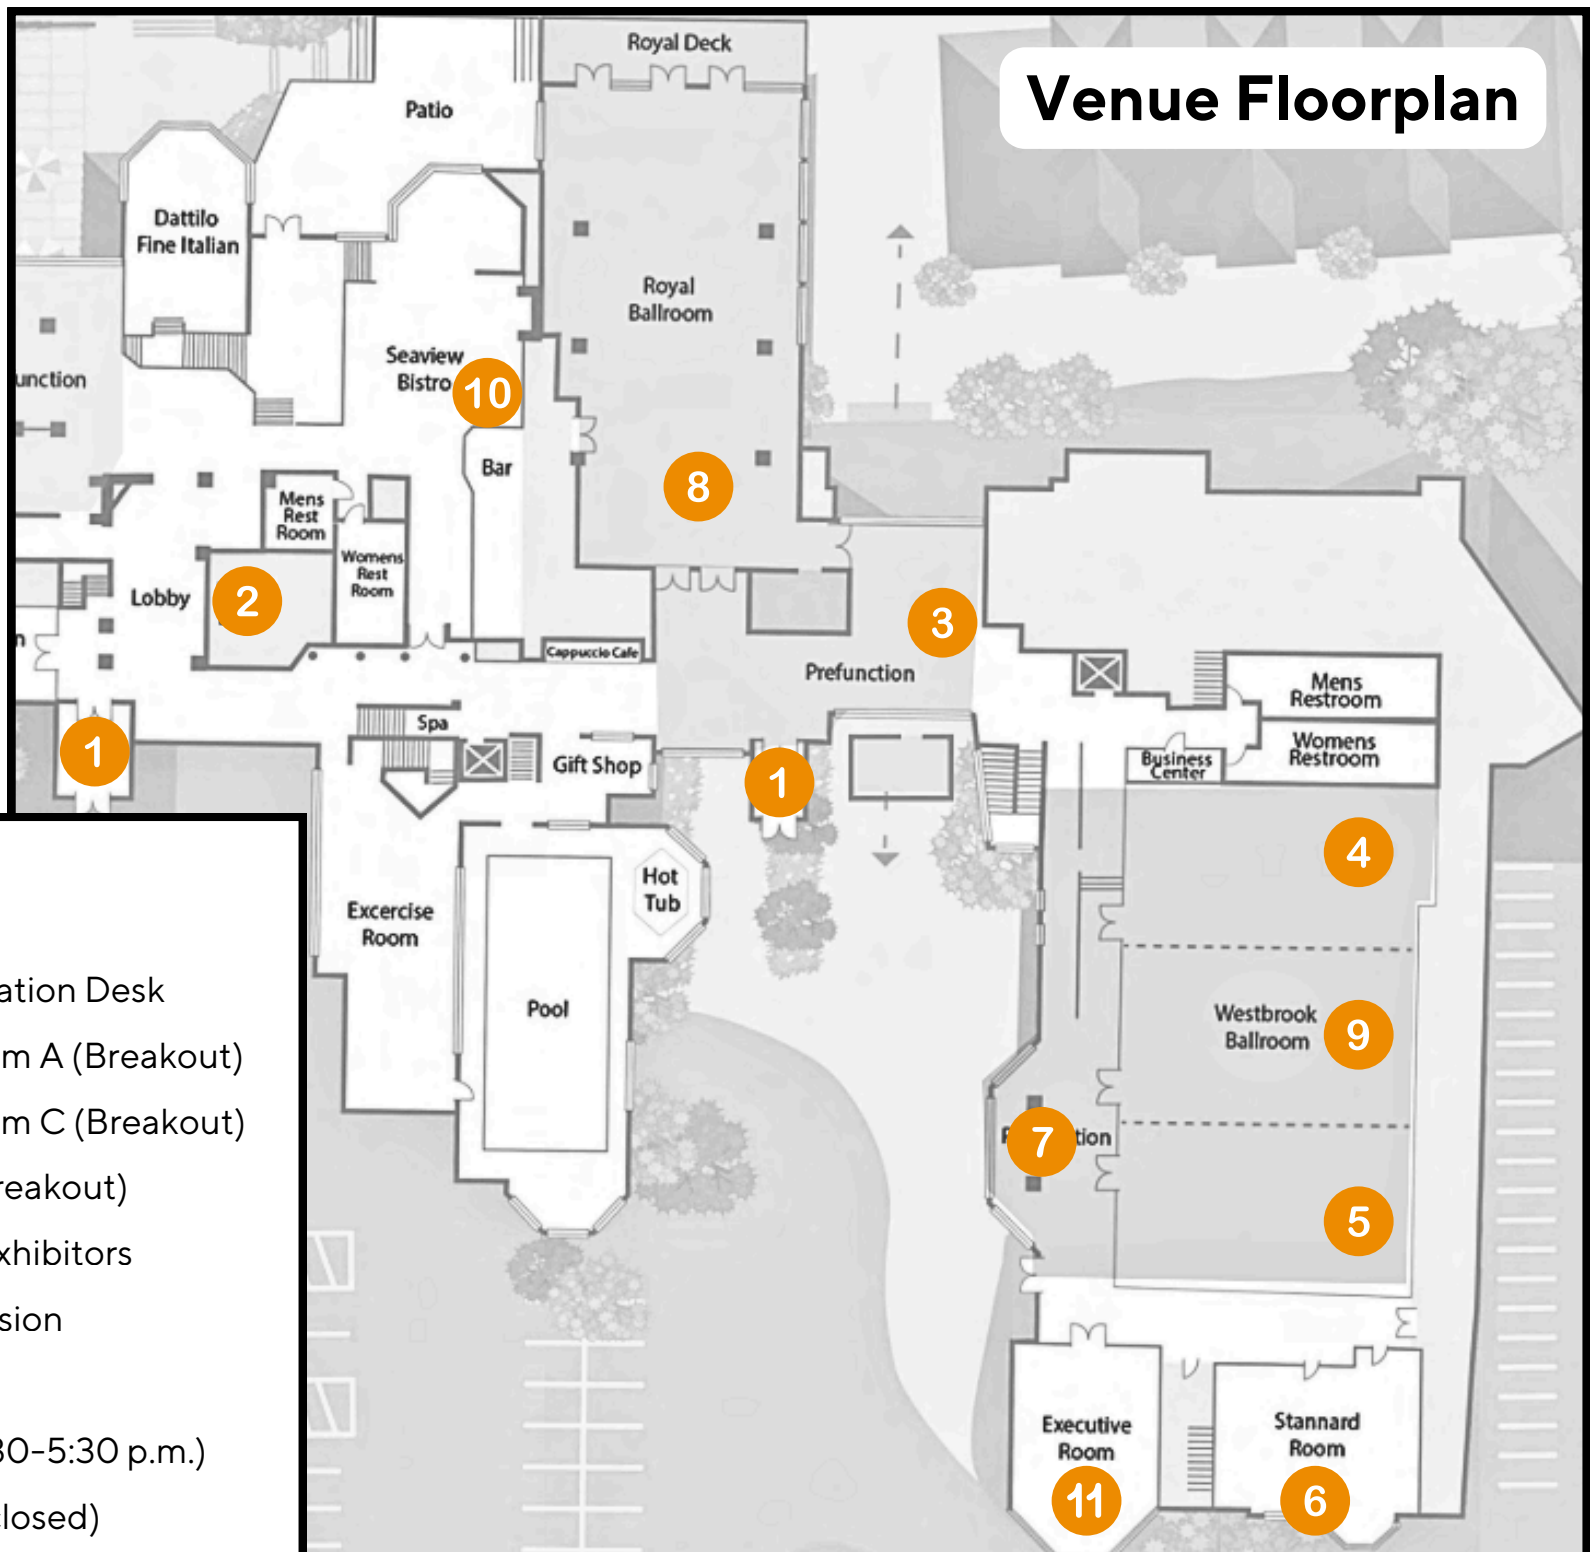 Venue Floorplan
Royal Deck
Patio
Dattilo
Fine Italian
Royal
Ballroom
Seaview
Bistro
10
unction
Bar
8
Mens
Rest
Room
Womens
Rest
Room
Lobby
2
3
n
Cappuccio Cafe
Prefunction
Mens
Restroom
Spa
Womens
Restroom
1
Gift Shop
1
Business
Center
4
Hot
Tub
Excercise
Room
Pool
Westbrook
Ballroom
9
7
tion
5
Executive
Room
11
Stannard
Room
6
ation Desk
m A (Breakout)
m C (Breakout)
reakout)
xhibitors
sion
30-5:30 p.m.)
closed)